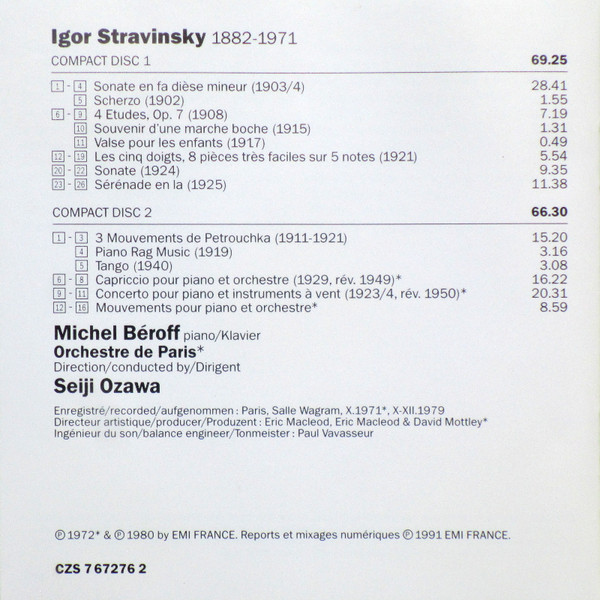 Igor Stravinsky 1882-1971
COMPACT DISC 1 69.25
1 - 4 Sonate en fa dièse mineur (1903/4) 28.41
5 Scherzo (1902) 1.55
6 - 9 4 Etudes, Op. 7 (1908) 7.19
10 Souvenir d'une marche boche (1915) 1.31
11 Valse pour les enfants (1917) 0.49
12 - 19 Les cinq doigts, 8 pièces très faciles sur 5 notes (1921) 5.54
20 - 22 Sonate (1924) 9.35
23 - 26 Sérénade en la (1925) 11.38
COMPACT DISC 2 66.30
1 - 3 3 Mouvements de Petrouchka (1911-1921) 15.20
4 Piano Rag Music (1919) 3.16
5 Tango (1940) 3.08
6 - 8 Capriccio pour piano et orchestre (1929, rév. 1949)* 16.22
9 - 11 Concerto pour piano et instruments à vent (1923/4, rév. 1950)* 20.31
12 - 16 Mouvements pour piano et orchestre* 8.59
Michel Béroff piano/Klavier
Orchestre de Paris*
Direction/conducted by/Dirigent
Seiji Ozawa
Enregistré/recorded/aufgenommen : Paris, Salle Wagram, X.1971*, X-XII.1979
Directeur artistique/producer/Produzent : Eric Macleod, Eric Macleod & David Mottley*
Ingénieur du son/balance engineer/Tonmeister : Paul Vavasseur
℗ 1972* & ℗ 1980 by EMI FRANCE. Reports et mixages numériques ℗ 1991 EMI FRANCE.
CZS 7 67276 2